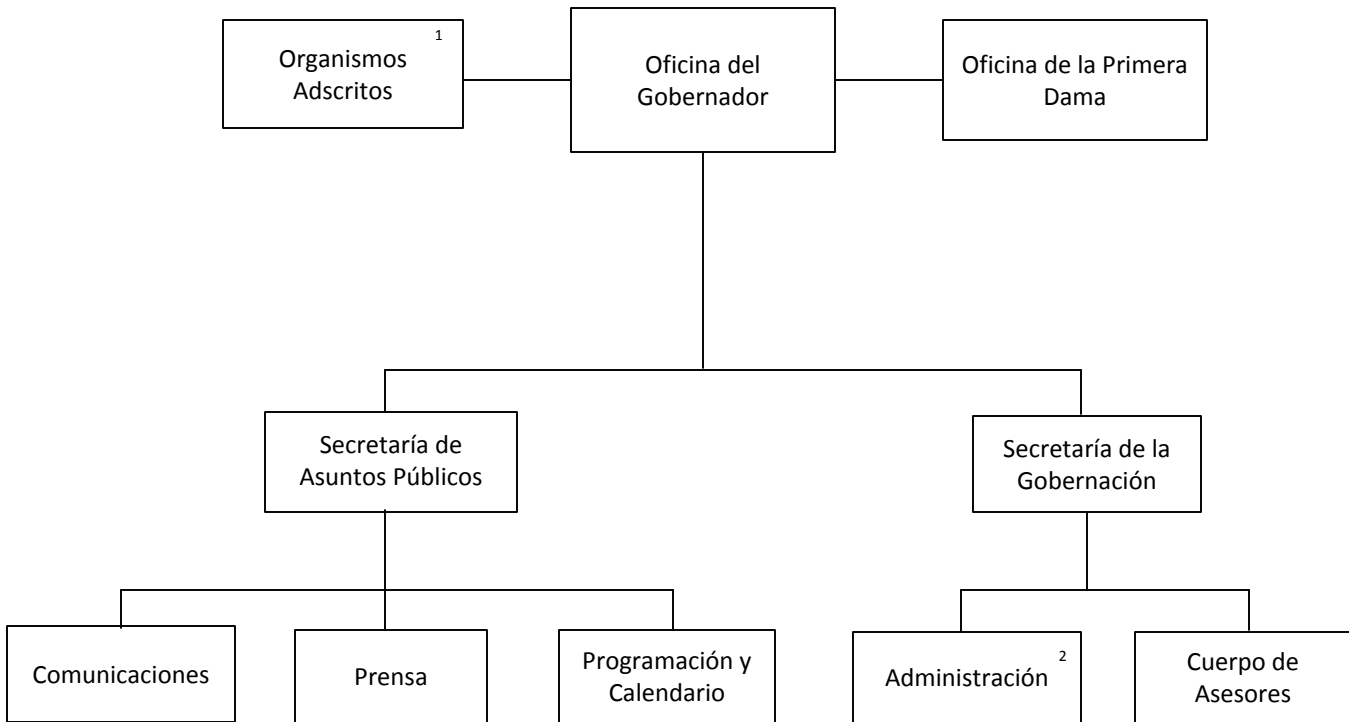 Organismos 1
Adscritos
Oficina del
Gobernador
Oficina de la Primera
Dama
Secretaría de
Asuntos Públicos
Secretaría de la
Gobernación
Comunicaciones
Prensa
Programación y
Calendario
Administración 2
Cuerpo de
Asesores